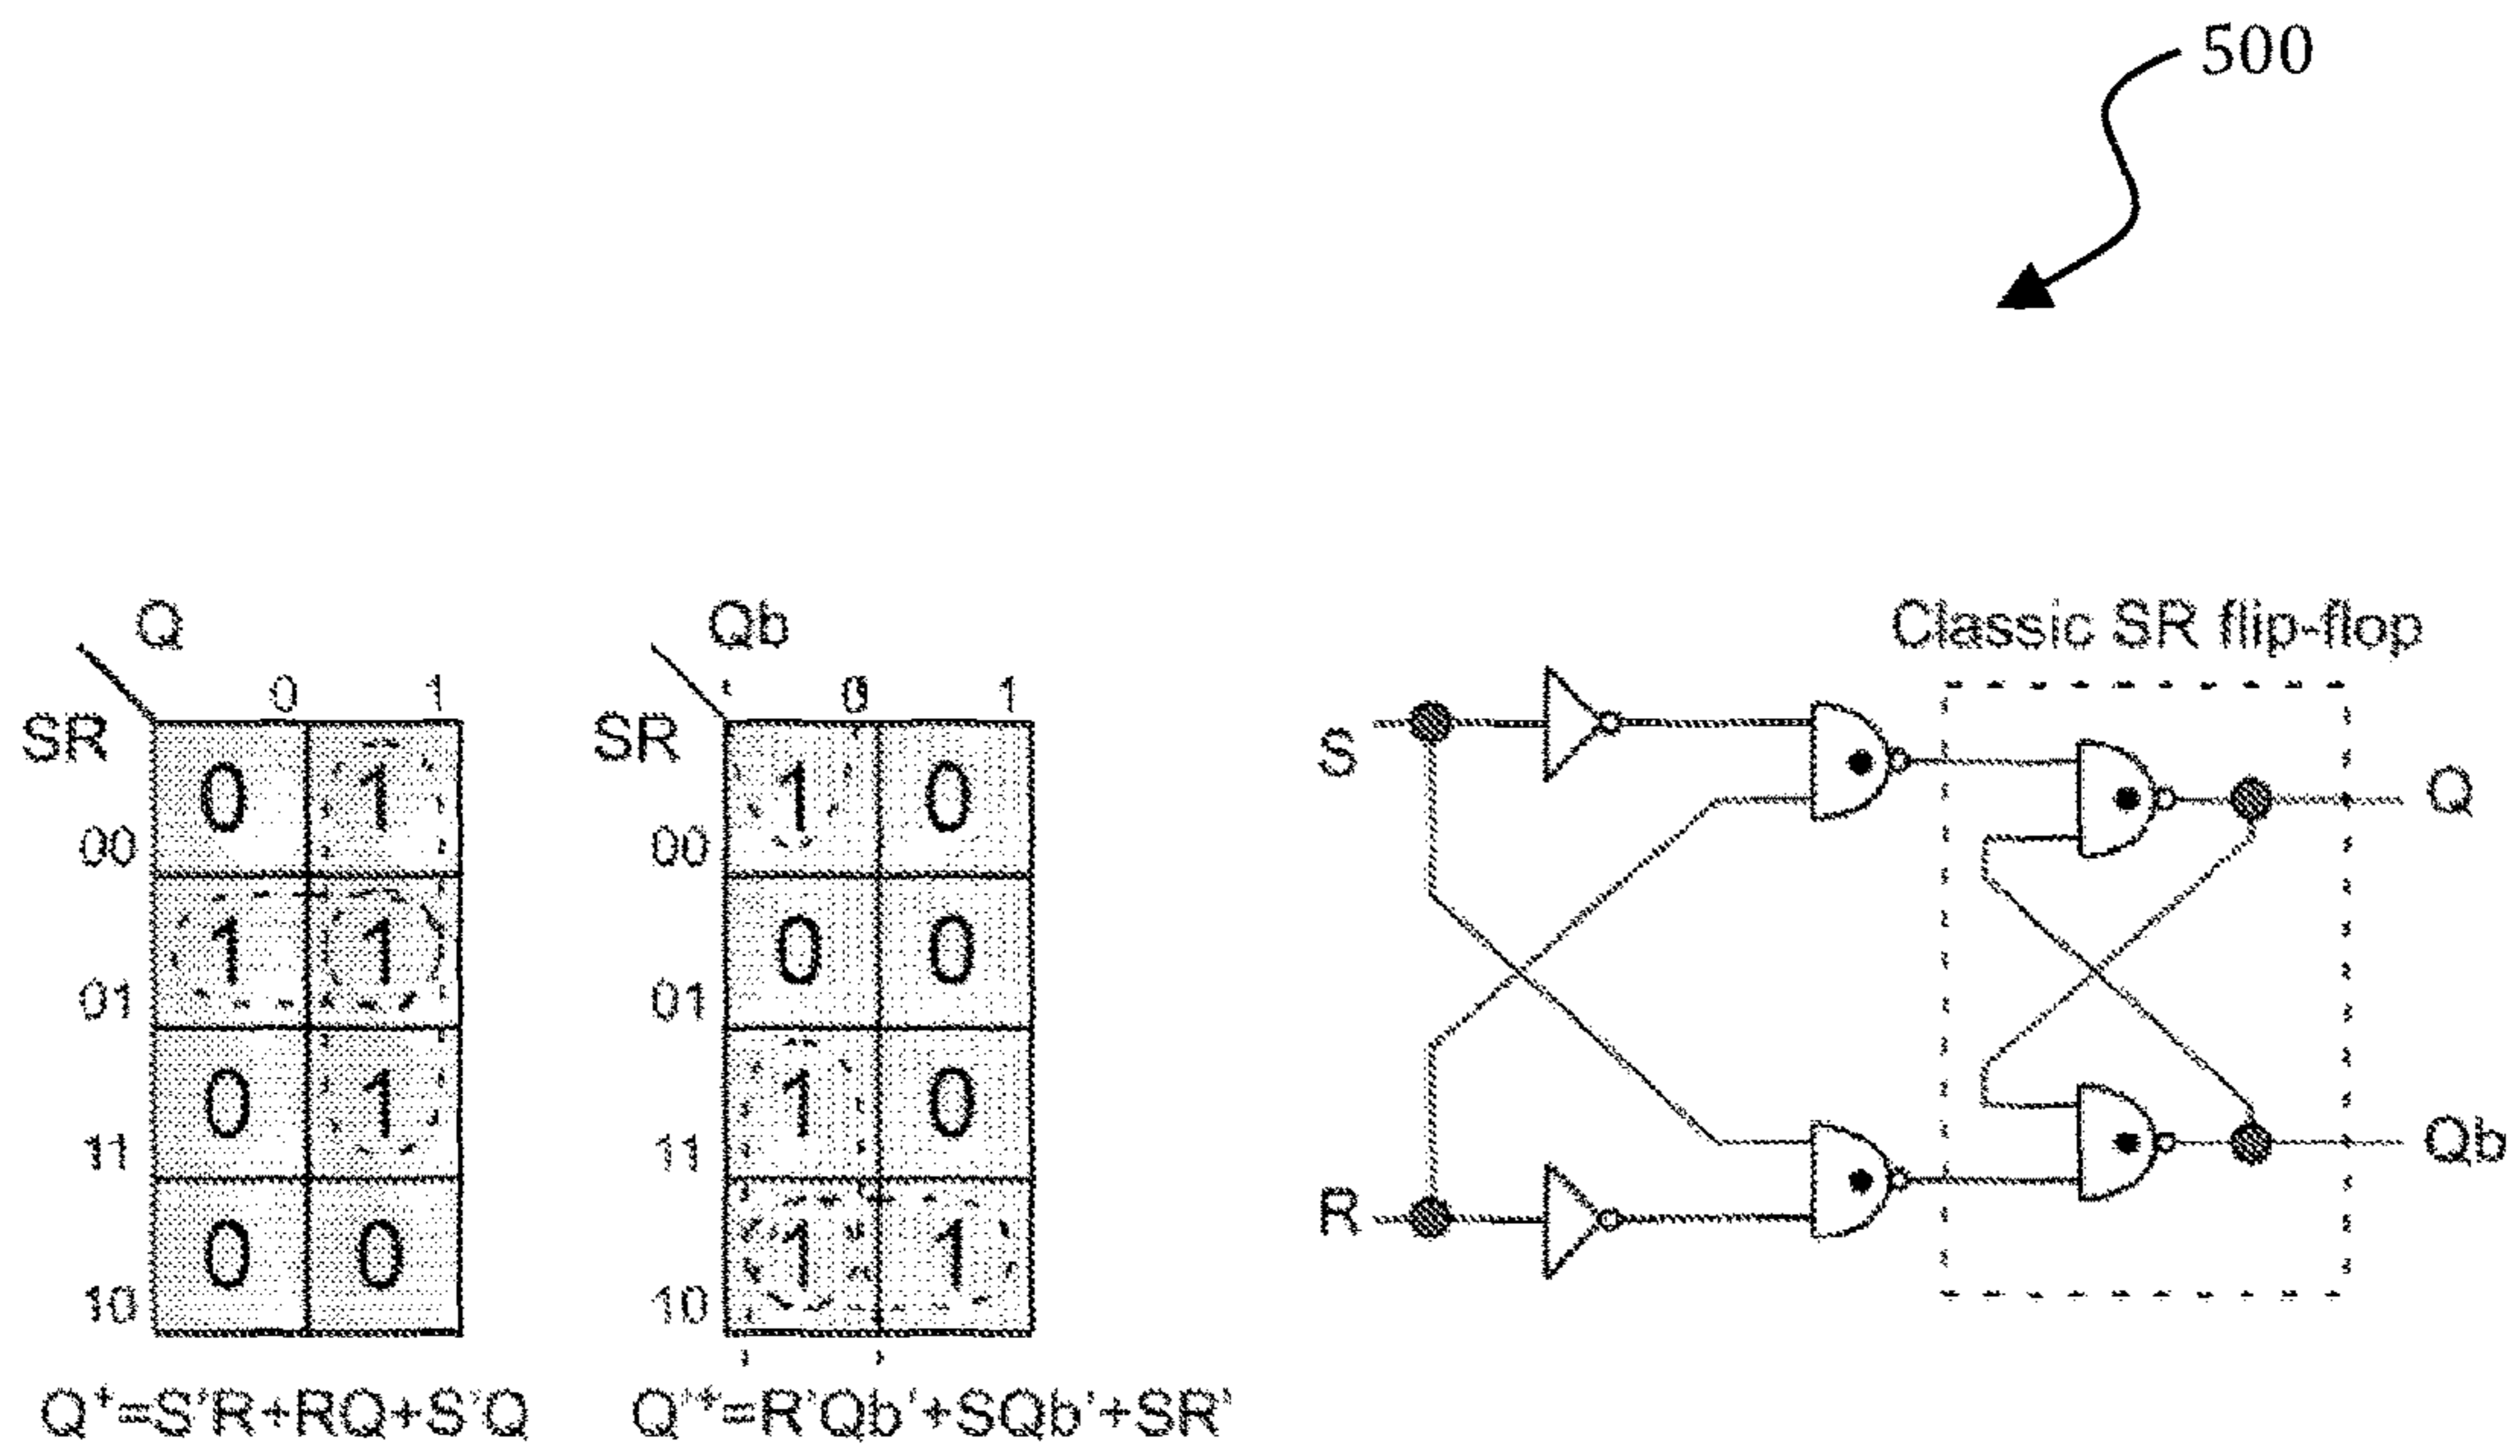 500
Q
0 1
SR
00 0 1
01 1 1
11 0 1
10 0 0
Q⁺=S'R+RQ+S'Q
Qb
0 1
SR
00 1 0
01 0 0
11 1 0
10 1 1
Q'⁺=R'Qb'+SQb'+SR'
Classic SR flip-flop
S
R
Q
Qb